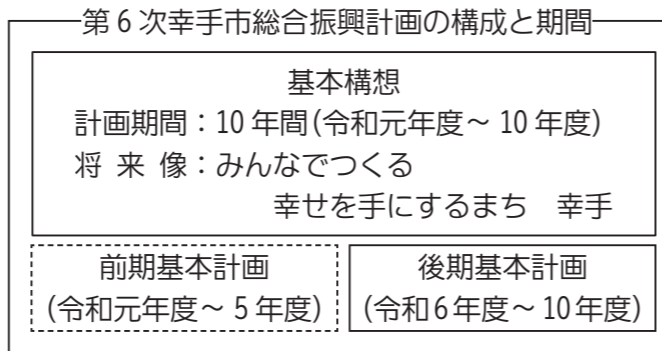 第6次幸手市総合振興計画の構成と期間
基本構想
計画期間：10年間(令和元年度～10年度)
将来像：みんなでつくる
幸せを手にするまち　幸手
前期基本計画
(令和元年度～5年度)
後期基本計画
(令和6年度～10年度)